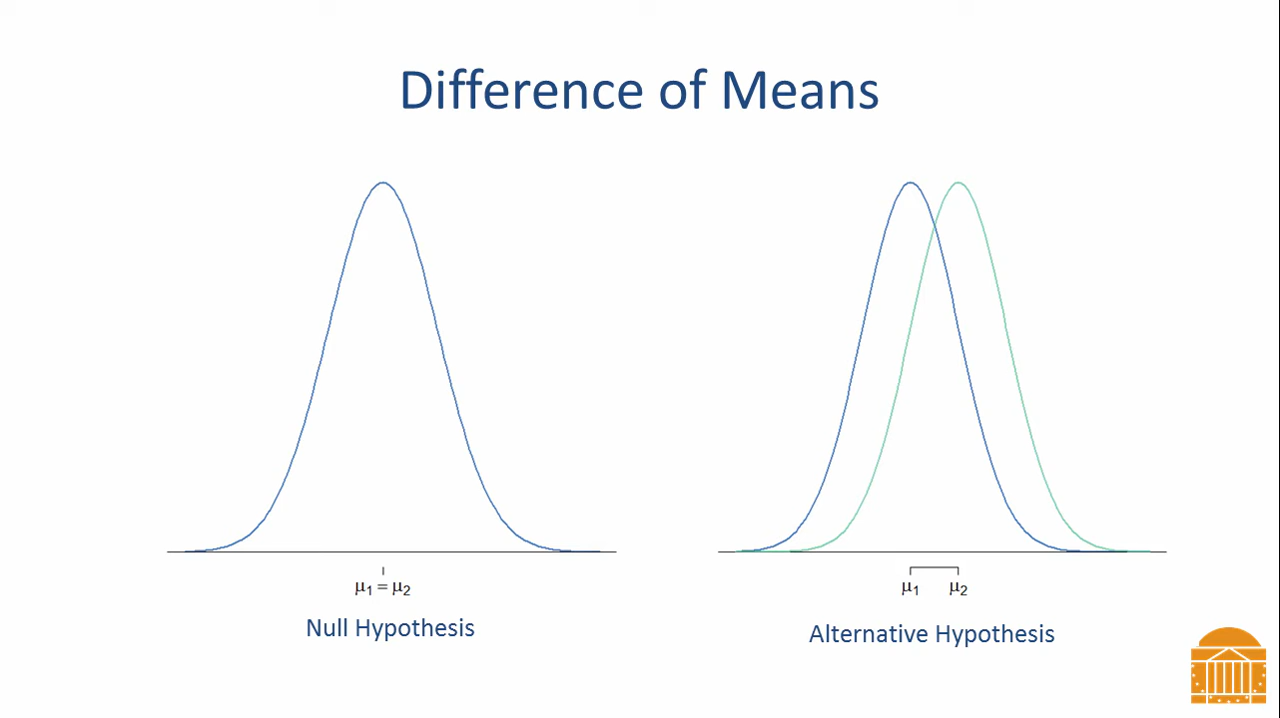 Difference of Means
μ₁ = μ₂
μ₁ μ₂
Null Hypothesis
Alternative Hypothesis